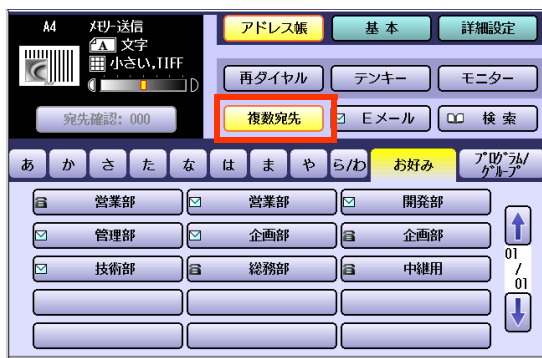 A4 ﾒﾓﾘｰ送信
A 文字
小さい,TIFF
D
宛先確認: 000
アドレス帳 基本 詳細設定
再ダイヤル テンキー モニター
複数宛先 Eメール 検索
あ か さ た な は ま や ら/わ お好み ﾌﾟﾛｸﾞﾗﾑ/
ｸﾞﾙｰﾌﾟ
営業部 営業部 開発部
管理部 企画部 企画部
技術部 総務部 中継用
01
/
01